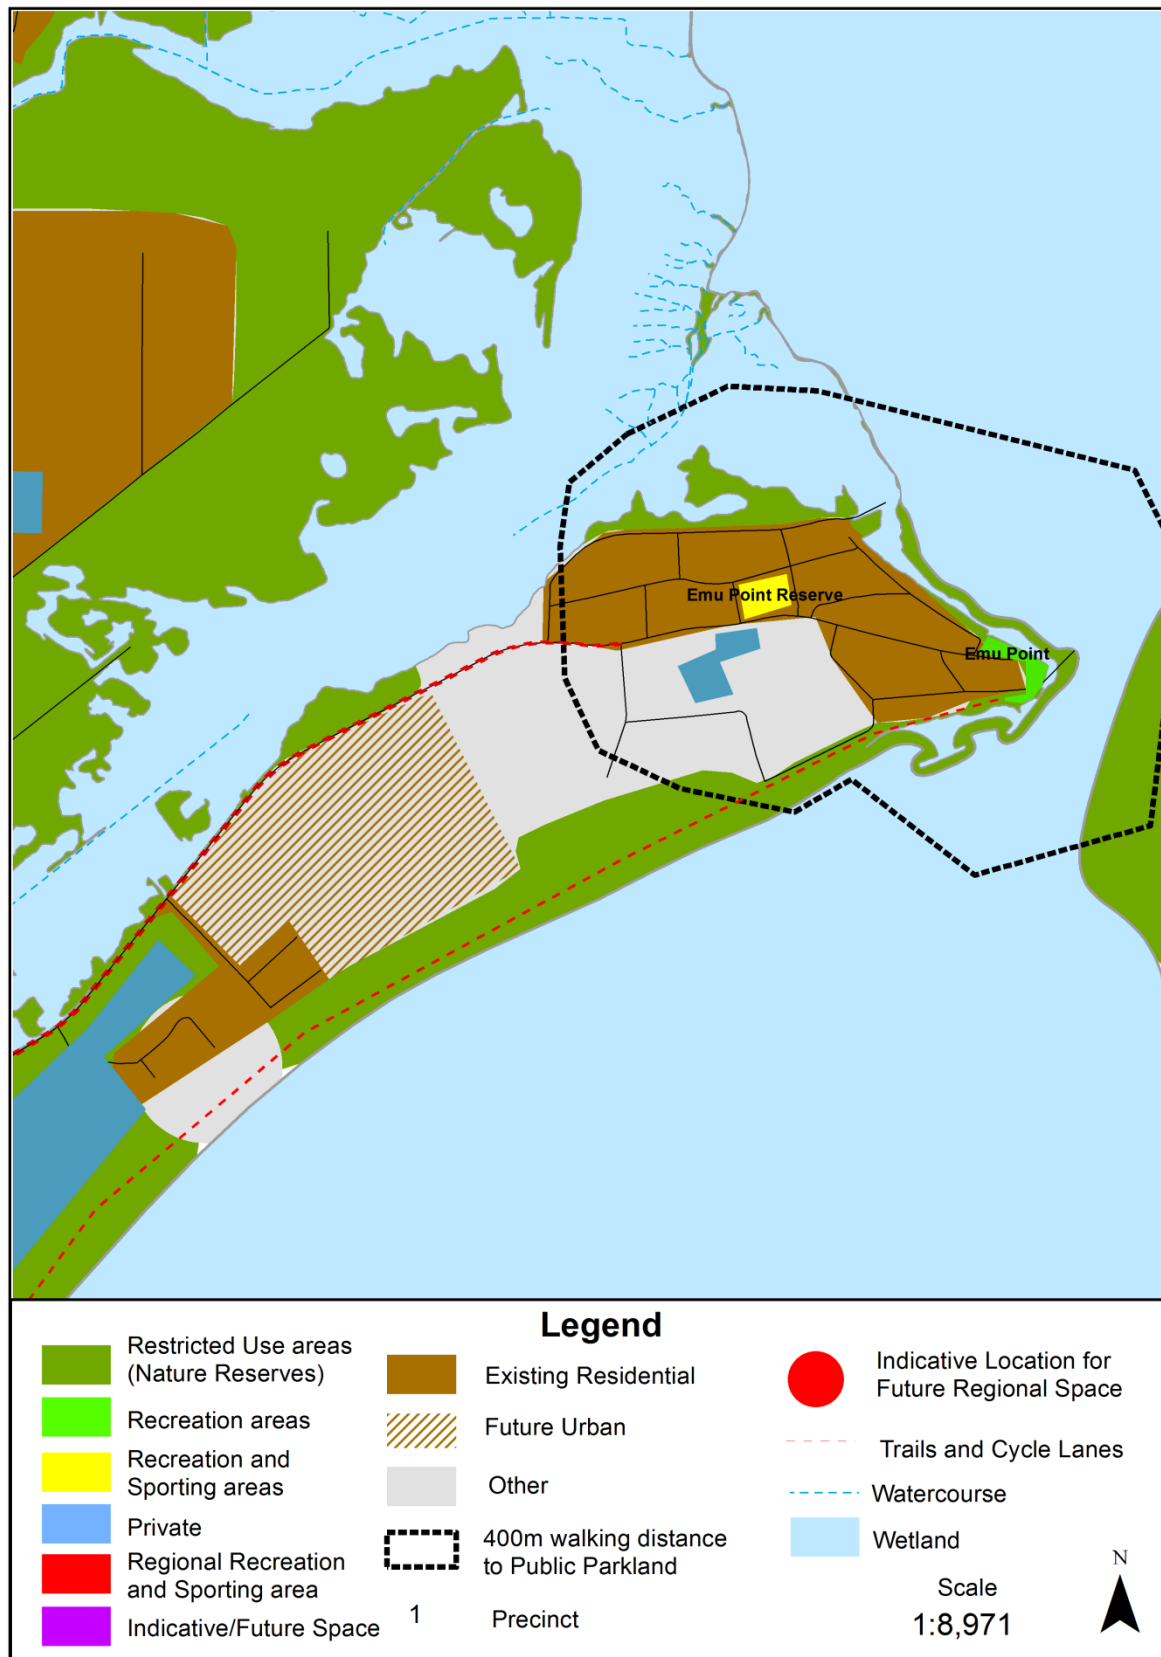 Emu Point Reserve
Emu Point
Legend
Restricted Use areas
(Nature Reserves)
Recreation areas
Recreation and
Sporting areas
Private
Regional Recreation
and Sporting area
Indicative/Future Space
Existing Residential
Future Urban
Other
400m walking distance
to Public Parkland
1 Precinct
Indicative Location for
Future Regional Space
Trails and Cycle Lanes
Watercourse
Wetland
Scale
1:8,971
N